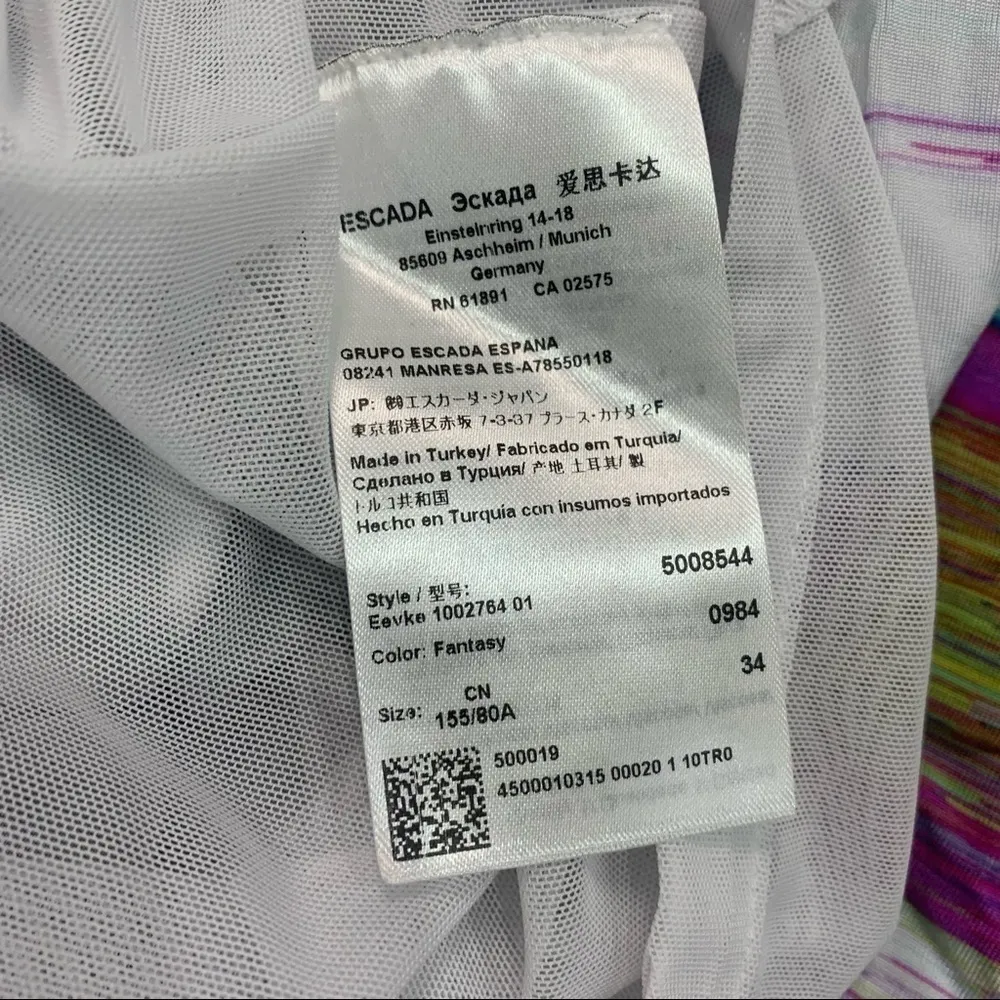 ESCADA Эскада 爱思卡达
Einsteinring 14-18
85609 Aschheim / Munich
Germany
RN 61891 CA 02575
GRUPO ESCADA ESPANA
08241 MANRESA ES-A78550118
JP: ㈱エスカーダ・ジャパン
東京都港区赤坂 7-3-37 プラース・カナダ 2F
Made in Turkey/ Fabricado em Turquia/
Сделано в Турции/ 产地 土耳其/ 製
トルコ共和国
Hecho en Turquia con insumos importados
5008544
Style / 型号:
Eevke 1002764 01
0984
Color: Fantasy
34
CN
Size: 155/80A
500019
4500010315 00020 1 10TR0